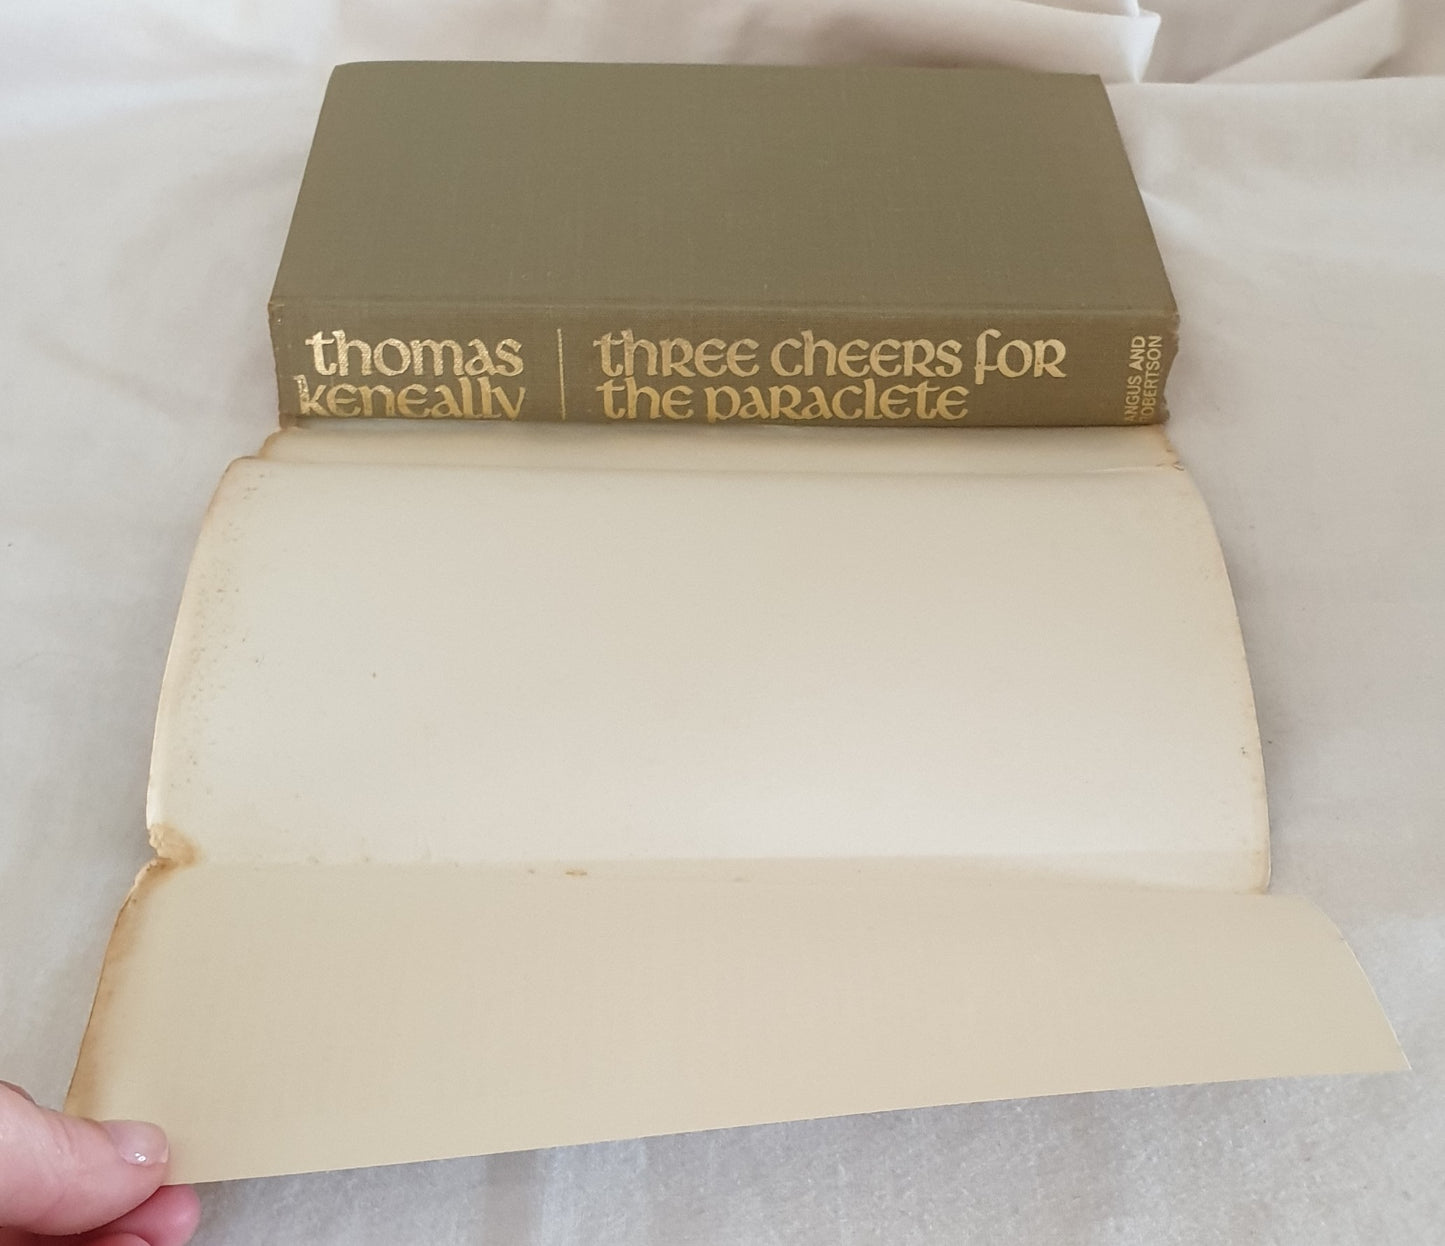 thomas
keneally
three cheers for
the paraclete
ANGUS AND
ROBERTSON